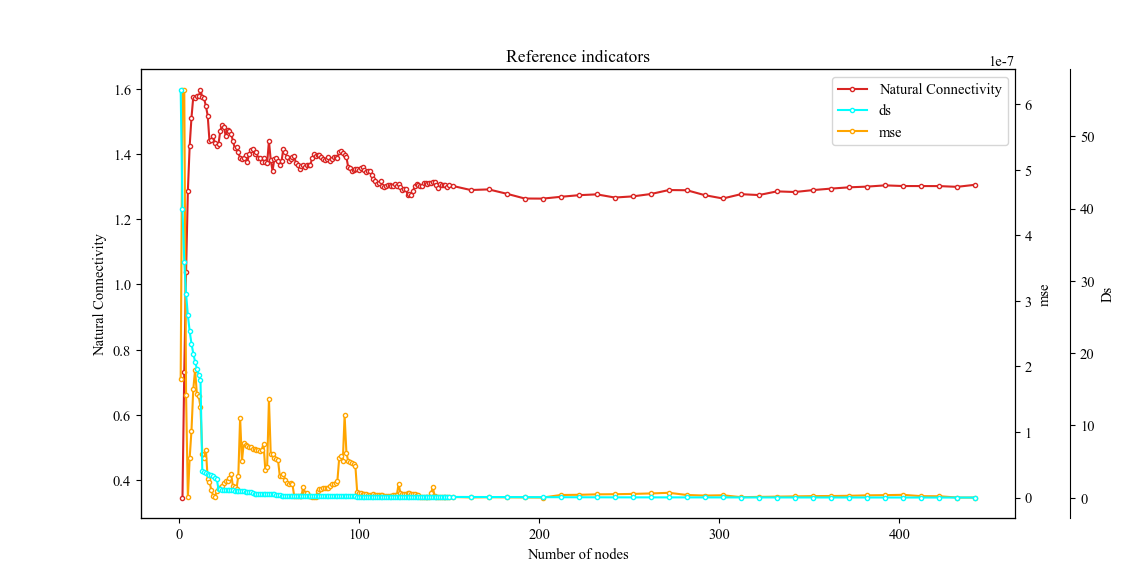 Reference indicators
1e-7
Natural Connectivity
ds
mse
1.6
1.4
1.2
1.0
0.8
0.6
0.4
Natural Connectivity
6
5
4
3
2
1
0
mse
50
40
30
20
10
0
Ds
0 100 200 300 400
Number of nodes